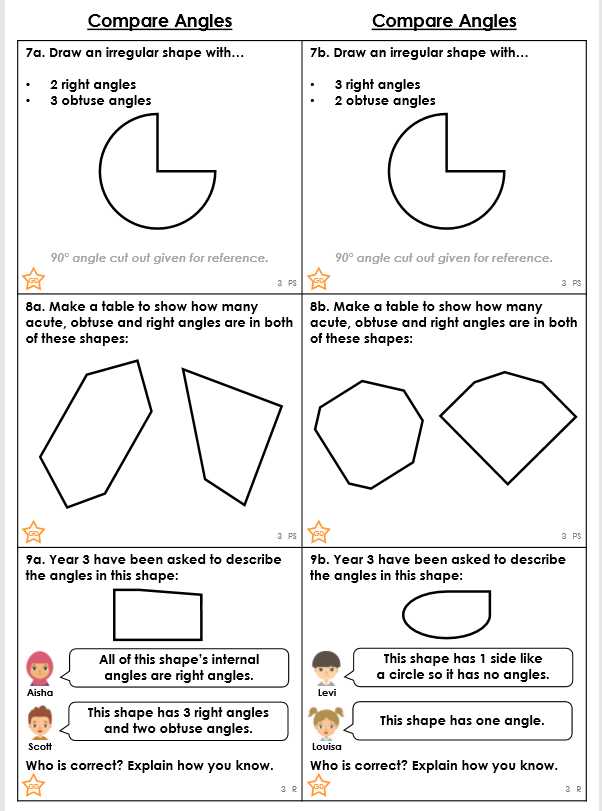 Compare Angles
7a. Draw an irregular shape with…
• 2 right angles
• 3 obtuse angles
90° angle cut out given for reference.
GD
3 PS
8a. Make a table to show how many
acute, obtuse and right angles are in both
of these shapes:
GD
3 PS
9a. Year 3 have been asked to describe
the angles in this shape:
All of this shape’s internal
angles are right angles.
Aisha
This shape has 3 right angles
and two obtuse angles.
Scott
Who is correct? Explain how you know.
GD
3 R
Compare Angles
7b. Draw an irregular shape with…
• 3 right angles
• 2 obtuse angles
90° angle cut out given for reference.
GD
3 PS
8b. Make a table to show how many
acute, obtuse and right angles are in both
of these shapes:
GD
3 PS
9b. Year 3 have been asked to describe
the angles in this shape:
This shape has 1 side like
a circle so it has no angles.
Levi
This shape has one angle.
Louisa
Who is correct? Explain how you know.
GD
3 R